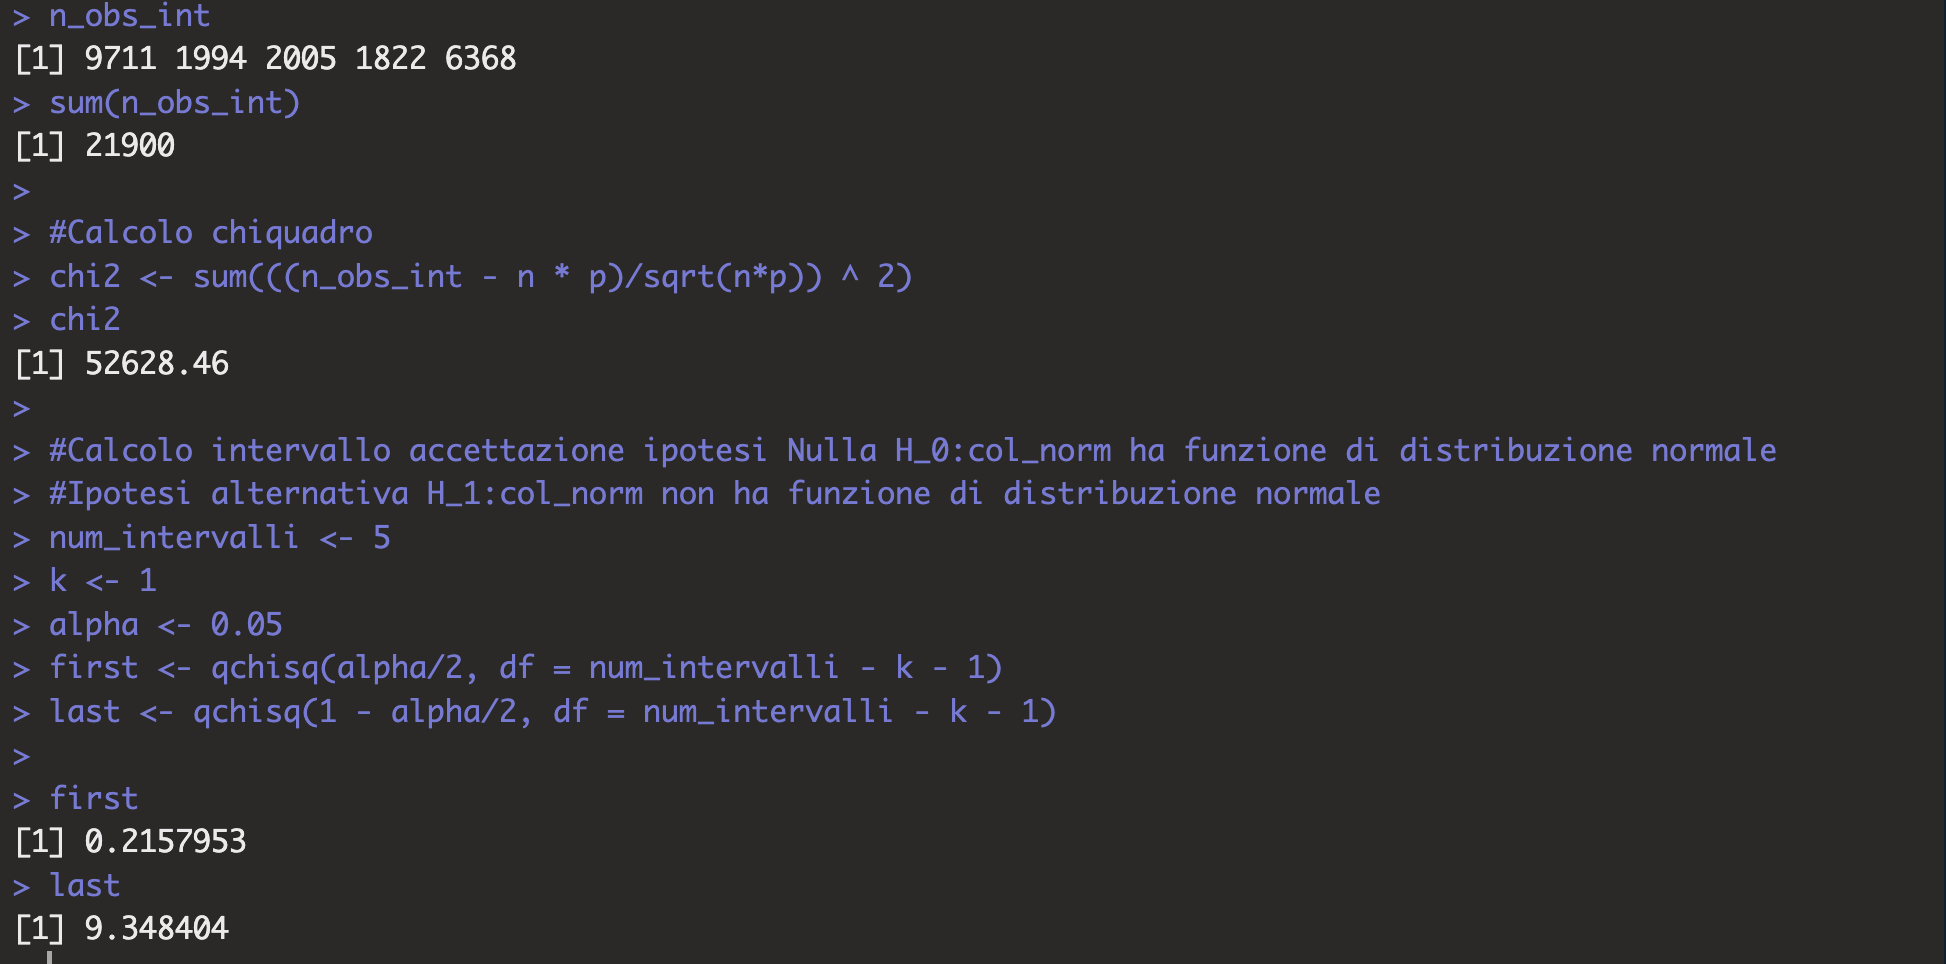 > n_obs_int
[1] 9711 1994 2005 1822 6368
> sum(n_obs_int)
[1] 21900
>
> #Calcolo chiquadro
> chi2 <- sum(((n_obs_int - n * p)/sqrt(n*p)) ^ 2)
> chi2
[1] 52628.46
>
> #Calcolo intervallo accettazione ipotesi Nulla H_0:col_norm ha funzione di distribuzione normale
> #Ipotesi alternativa H_1:col_norm non ha funzione di distribuzione normale
> num_intervalli <- 5
> k <- 1
> alpha <- 0.05
> first <- qchisq(alpha/2, df = num_intervalli - k - 1)
> last <- qchisq(1 - alpha/2, df = num_intervalli - k - 1)
>
> first
[1] 0.2157953
> last
[1] 9.348404